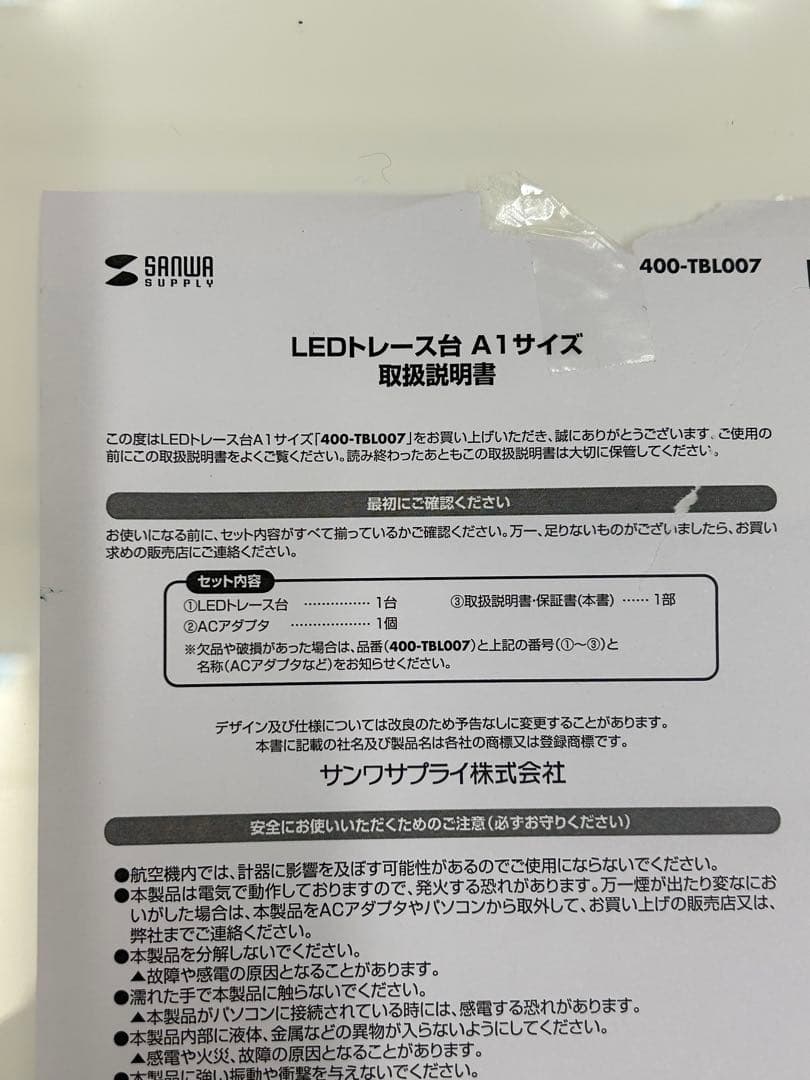 SANWA
SUPPLY
400-TBL007
LEDトレース台 A1サイズ
取扱説明書
この度はLEDトレース台A1サイズ「400-TBL007」をお買い上げいただき、誠にありがとうございます。ご使用の
前にこの取扱説明書をよくご覧ください。読み終わったあともこの取扱説明書は大切に保管してください。
最初にご確認ください
お使いになる前に、セット内容がすべて揃っているかご確認ください。万一、足りないものがございましたら、お買い
求めの販売店にご連絡ください。
セット内容
①LEDトレース台 …………… 1台 ③取扱説明書・保証書(本書) …… 1部
②ACアダプタ ……………… 1個
※欠品や破損があった場合は、品番(400-TBL007)と上記の番号(①〜③)と
名称(ACアダプタなど)をお知らせください。
デザイン及び仕様については改良のため予告なしに変更することがあります。
本書に記載の社名及び製品名は各社の商標又は登録商標です。
サンワサプライ株式会社
安全にお使いいただくためのご注意(必ずお守りください)
●航空機内では、計器に影響を及ぼす可能性があるのでご使用にならないでください。
●本製品は電気で動作しておりますので、発火する恐れがあります。万一煙が出たり変なにお
いがした場合は、本製品をACアダプタやパソコンから取外して、お買い上げの販売店又は、
弊社までご連絡ください。
●本製品を分解しないでください。
▲故障や感電の原因となることがあります。
●濡れた手で本製品に触らないでください。
▲本製品がパソコンに接続されている時には、感電する恐れがあります。
●本製品内部に液体、金属などの異物が入らないようにしてください。
▲感電や火災、故障の原因となることがあります。
●本製品に強い振動や衝撃を与えないでください。